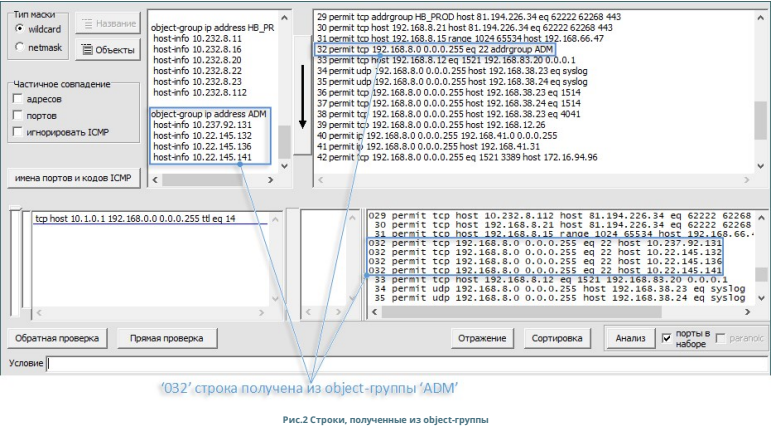 Тип маски
wildcard
netmask
Название
Объекты
Частичное совпадение
адресов
портов
игнорировать ICMP
имена портов и кодов ICMP
object-group ip address HB_PR
host-info 10.232.8.11
host-info 10.232.8.16
host-info 10.232.8.20
host-info 10.232.8.22
host-info 10.232.8.23
host-info 10.232.8.112
object-group ip address ADM
host-info 10.237.92.131
host-info 10.22.145.132
host-info 10.22.145.136
host-info 10.22.145.141
29 permit tcp addrgroup HB_PROD host 81.194.226.34 eq 62222 62268 443
30 permit tcp host 192.168.8.21 host 81.194.226.34 eq 62222 62268 443
31 permit tcp host 192.168.8.15 range 1024 65534 host 192.168.66.47
32 permit tcp 192.168.8.0 0.0.0.255 eq 22 addrgroup ADM
33 permit tcp host 192.168.8.12 eq 1521 192.168.83.20 0.0.0.1
34 permit udp 192.168.8.0 0.0.0.255 host 192.168.38.23 eq syslog
35 permit udp 192.168.8.0 0.0.0.255 host 192.168.38.24 eq syslog
36 permit tcp 192.168.8.0 0.0.0.255 host 192.168.38.23 eq 1514
37 permit tcp 192.168.8.0 0.0.0.255 host 192.168.38.24 eq 1514
38 permit tcp 192.168.8.0 0.0.0.255 host 192.168.38.23 eq 4041
39 permit tcp 192.168.8.0 0.0.0.255 host 192.168.12.26
40 permit ip 192.168.8.0 0.0.0.255 192.168.41.0 0.0.0.255
41 permit ip 192.168.8.0 0.0.0.255 host 192.168.41.31
42 permit tcp 192.168.8.0 0.0.0.255 eq 1521 3389 host 172.16.94.96
tcp host 10.1.0.1 192.168.0.0 0.0.0.255 ttl eq 14
029 permit tcp host 10.232.8.112 host 81.194.226.34 eq 62222 62268
30 permit tcp host 192.168.8.21 host 81.194.226.34 eq 62222 62268
31 permit tcp host 192.168.8.15 range 1024 65534 host 192.168.66.
032 permit tcp 192.168.8.0 0.0.0.255 eq 22 host 10.237.92.131
032 permit tcp 192.168.8.0 0.0.0.255 eq 22 host 10.22.145.132
032 permit tcp 192.168.8.0 0.0.0.255 eq 22 host 10.22.145.136
032 permit tcp 192.168.8.0 0.0.0.255 eq 22 host 10.22.145.141
33 permit tcp host 192.168.8.12 eq 1521 192.168.83.20 0.0.0.1
34 permit udp 192.168.8.0 0.0.0.255 host 192.168.38.23 eq syslog
35 permit udp 192.168.8.0 0.0.0.255 host 192.168.38.24 eq syslog
Обратная проверка
Прямая проверка
Отражение
Сортировка
Анализ
порты в наборе
paranoic
Условие
‘032’ строка получена из object-группы ‘ADM’
Рис.2 Строки, полученные из object-группы